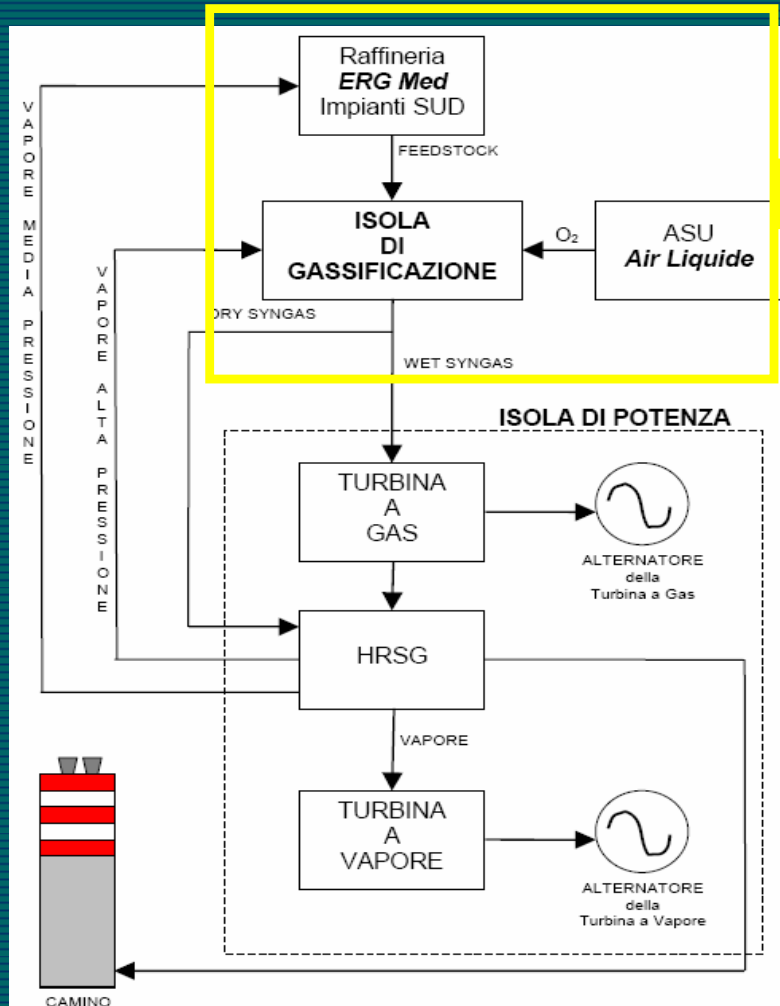 Raffineria
ERG Med
Impianti SUD
FEEDSTOCK
VAPORE MEDIA PRESSIONE
VAPORE ALTA PRESSIONE
ISOLA
DI
GASSIFICAZIONE
O₂
ASU
Air Liquide
DRY SYNGAS
WET SYNGAS
ISOLA DI POTENZA
TURBINA
A
GAS
ALTERNATORE
della
Turbina a Gas
HRSG
VAPORE
TURBINA
A
VAPORE
ALTERNATORE
della
Turbina a Vapore
CAMINO